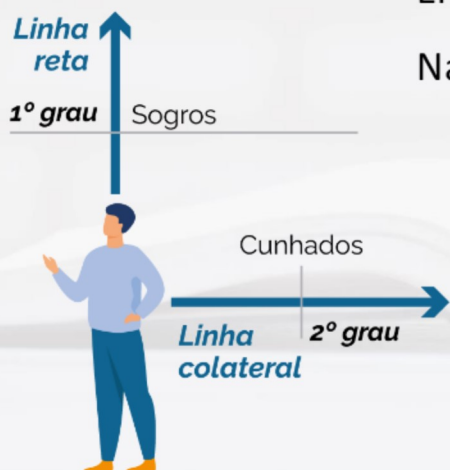 Linha
reta
Na
1º grau
Sogros
Cunhados
Linha
colateral
2º grau